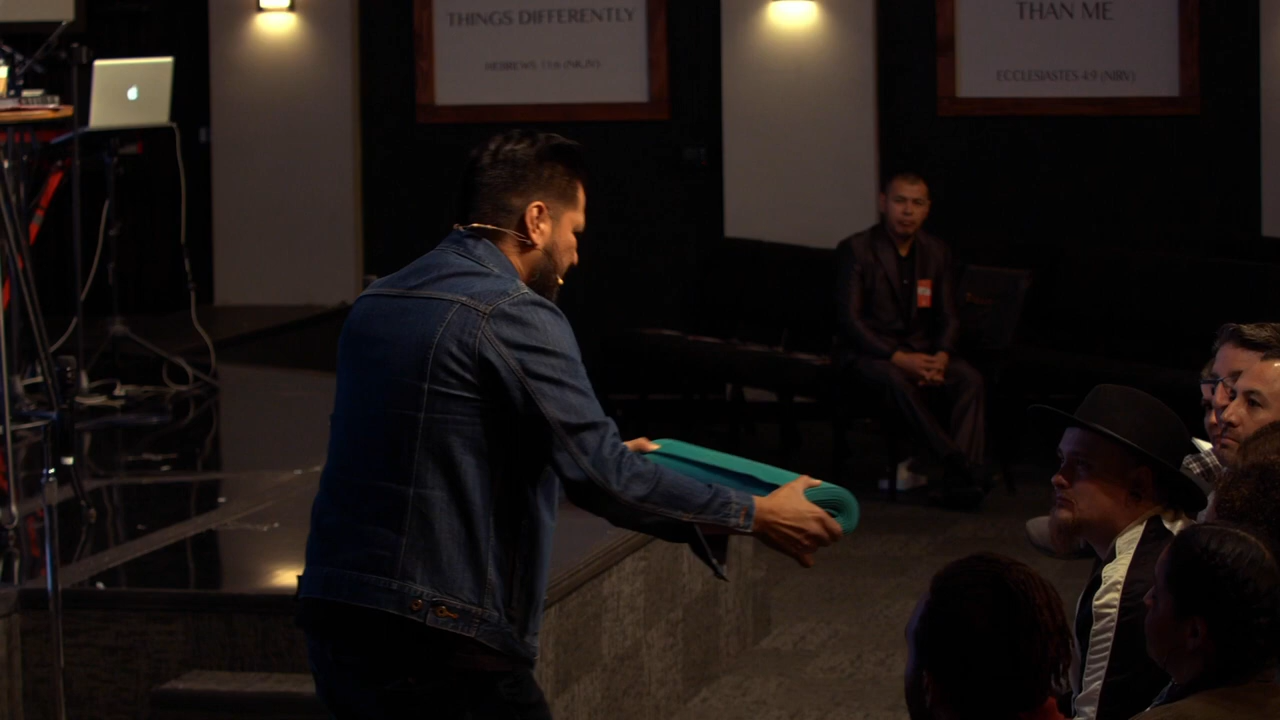 THINGS DIFFERENTLY
HEBREWS 11:6 (NKJV)
THAN ME
ECCLESIASTES 4:9 (NIRV)